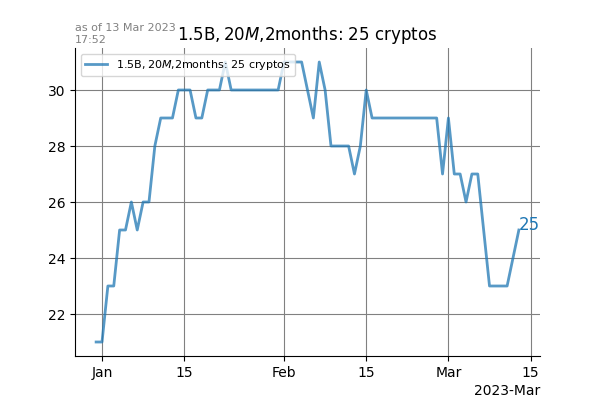 as of 13 Mar 2023
17:52
1.5B, 20M,2months: 25 cryptos
1.5B, 20M,2months: 25 cryptos
30
28
26
24
22
25
Jan
15
Feb
15
Mar
15
2023-Mar